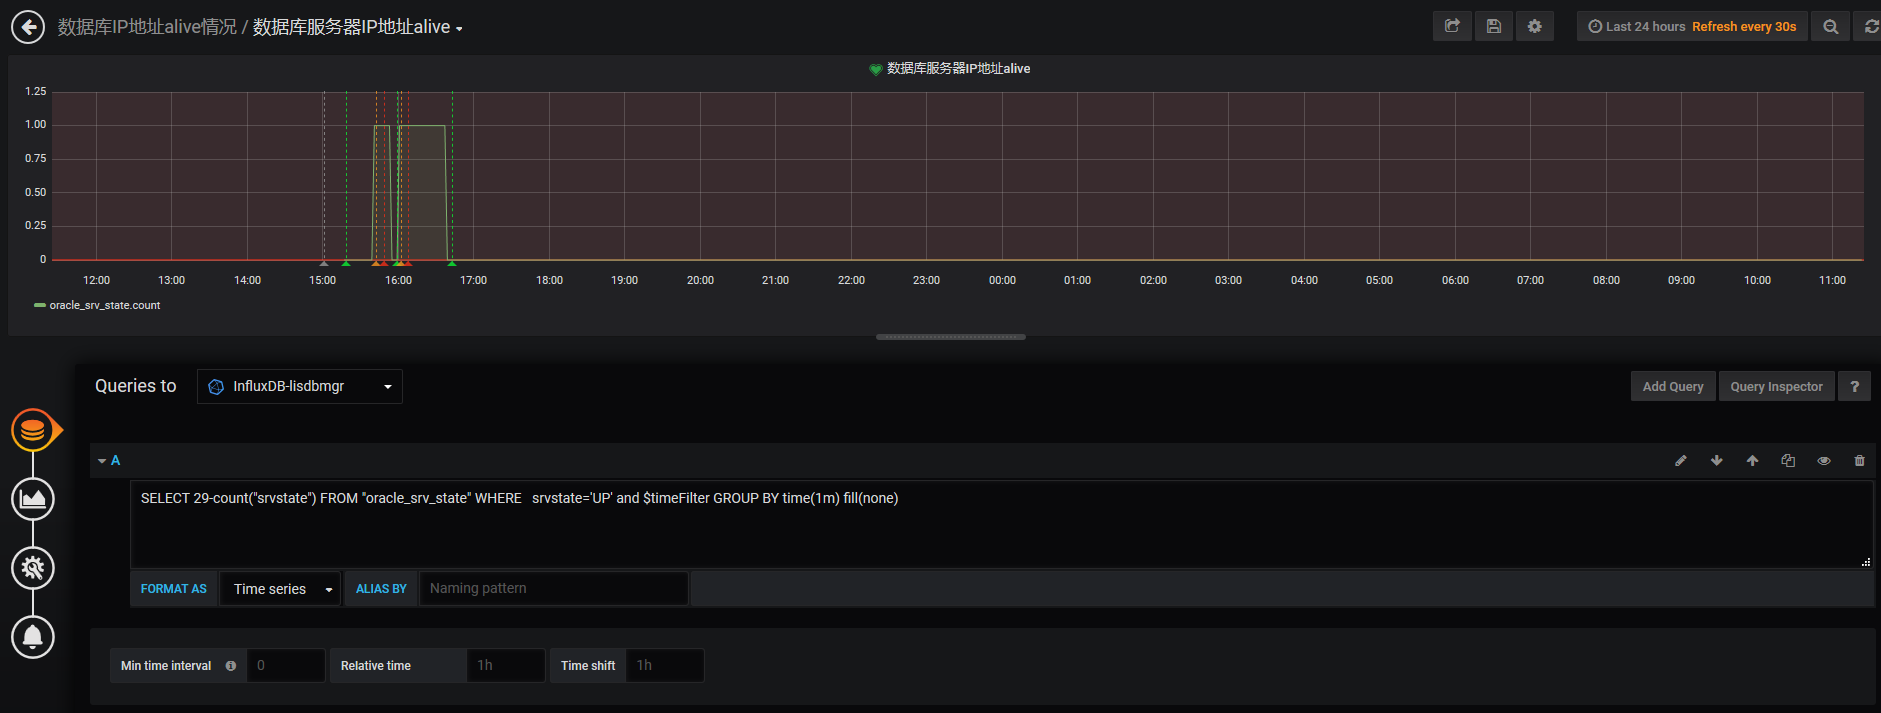 数据库IP地址alive情况 / 数据库服务器IP地址alive
Last 24 hours Refresh every 30s
数据库服务器IP地址alive
1.25
1.00
0.75
0.50
0.25
0
12:00 13:00 14:00 15:00 16:00 17:00 18:00 19:00 20:00 21:00 22:00 23:00 00:00 01:00 02:00 03:00 04:00 05:00 06:00 07:00 08:00 09:00 10:00 11:00
oracle_srv_state.count
Queries to InfluxDB-lisdbmgr Add Query Query Inspector ?
A
SELECT 29-count("srvstate") FROM "oracle_srv_state" WHERE srvstate='UP' and $timeFilter GROUP BY time(1m) fill(none)
FORMAT AS Time series ALIAS BY Naming pattern
Min time interval 0 Relative time 1h Time shift 1h